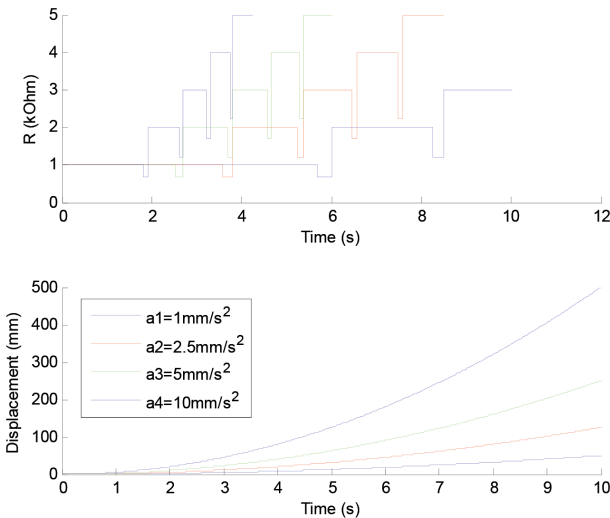 5
4
3
2
1
0
R (kOhm)
0 2 4 6 8 10 12
Time (s)
500
400
300
200
100
0
Displacement (mm)
a1=1mm/s²
a2=2.5mm/s²
a3=5mm/s²
a4=10mm/s²
0 1 2 3 4 5 6 7 8 9 10
Time (s)